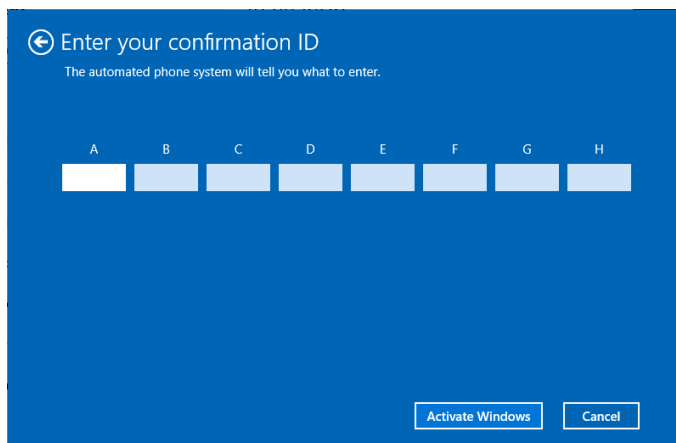 Enter your confirmation ID
The automated phone system will tell you what to enter.
A B C D E F G H
Activate Windows Cancel